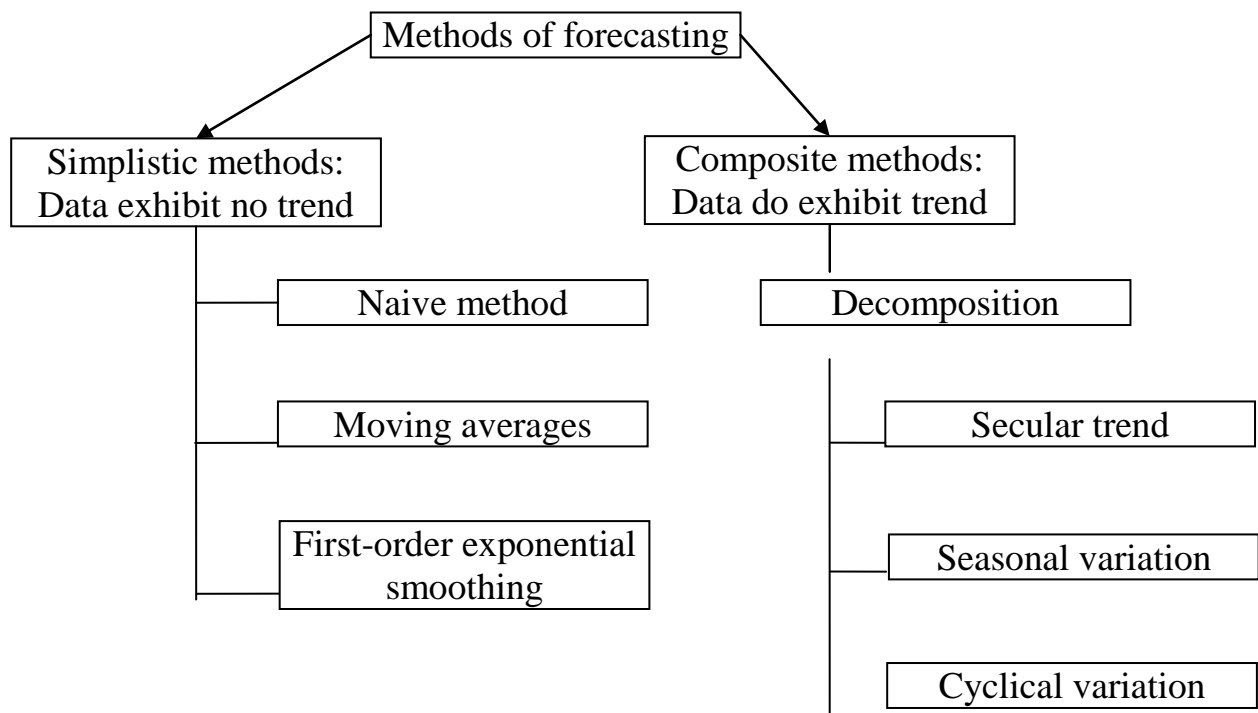 Methods of forecasting
Simplistic methods:
Data exhibit no trend
Composite methods:
Data do exhibit trend
Naive method
Decomposition
Moving averages
Secular trend
First-order exponential
smoothing
Seasonal variation
Cyclical variation